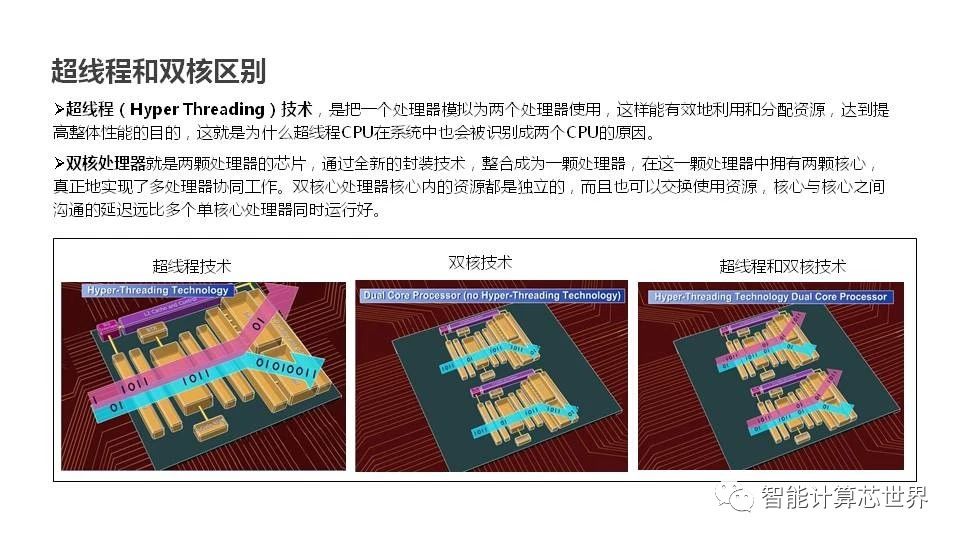 超线程和双核区别
➢超线程（Hyper Threading）技术，是把一个处理器模拟为两个处理器使用，这样能有效地利用和分配资源，达到提
高整体性能的目的，这就是为什么超线程CPU在系统中也会被识别成两个CPU的原因。
➢双核处理器就是两颗处理器的芯片，通过全新的封装技术，整合成为一颗处理器，在这一颗处理器中拥有两颗核心，
真正地实现了多处理器协同工作。双核心处理器核心内的资源都是独立的，而且也可以交换使用资源，核心与核心之间
沟通的延迟远比多个单核心处理器同时运行好。
超线程技术
双核技术
超线程和双核技术
Hyper-Threading Technology
L2 Cache and Control
01
1011
1011
01010011
1
01
Dual Core Processor (no Hyper-Threading Technology)
1011 01 1011 01
1011 01 1011 01
Hyper-Threading Technology Dual Core Processor
1011
01
01
1011
01
01
智能计算芯世界